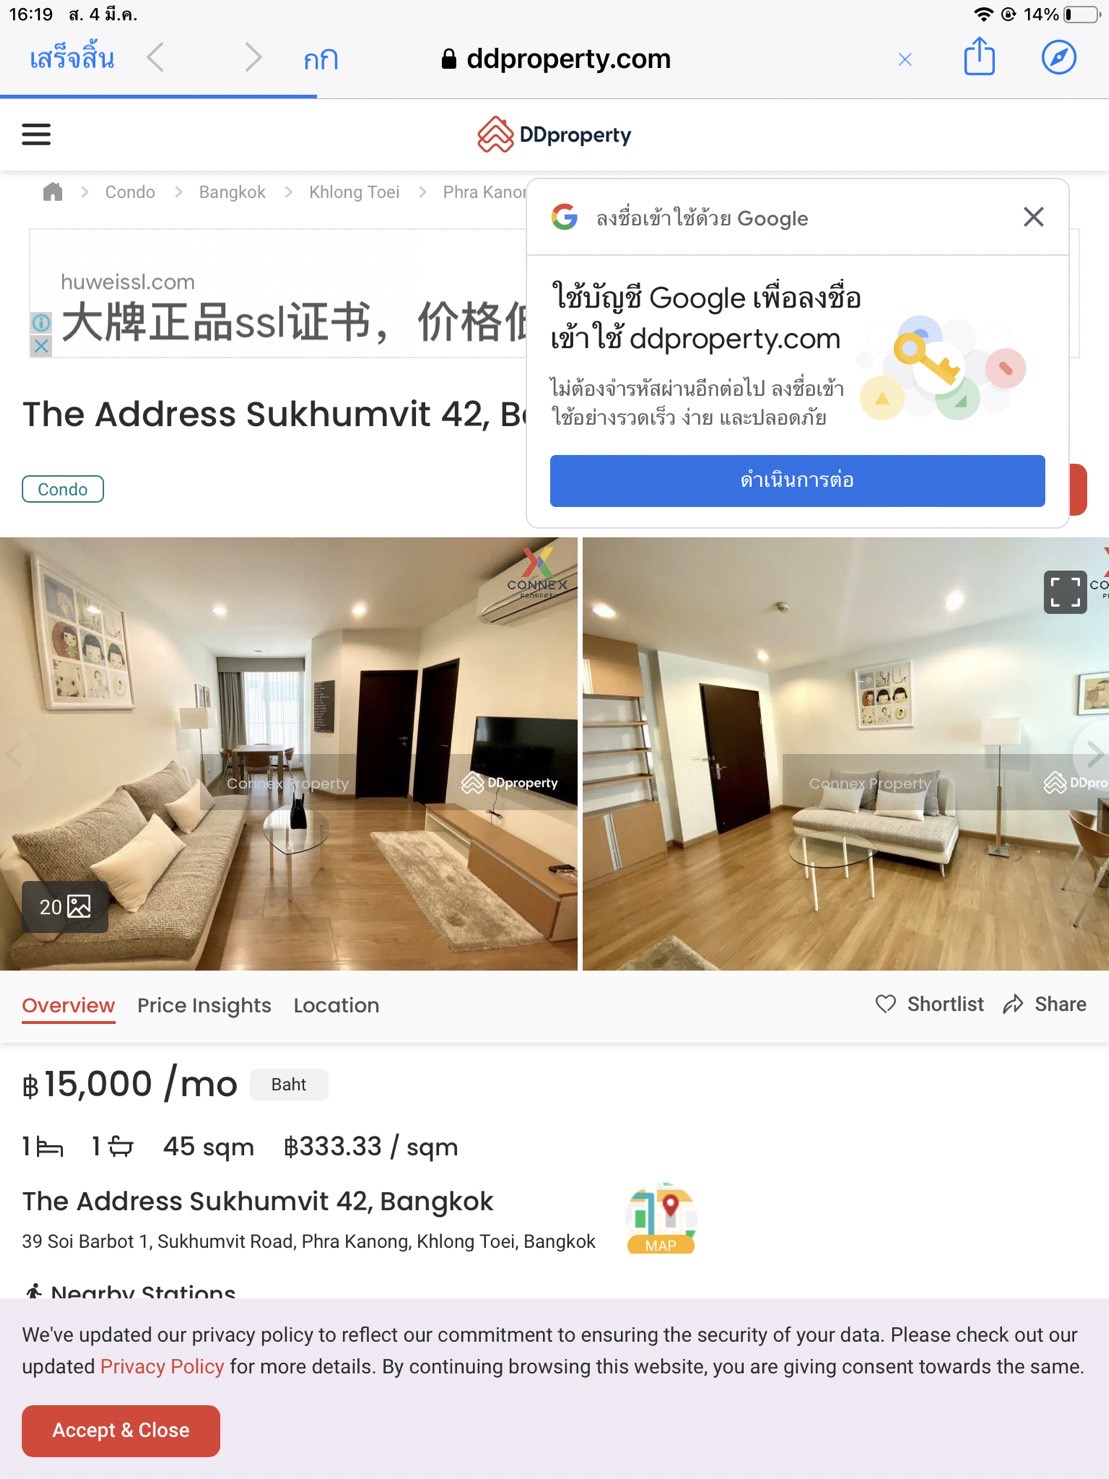 16:19 ส. 4 มี.ค.
14%
เสร็จสิ้น
กก
ddproperty.com
DDproperty
Condo
Bangkok
Khlong Toei
ลงชื่อเข้าใช้ด้วย Google
huweissl.com
大牌正品ssl证书，价格
ใช้บัญชี Google เพื่อลงชื่อ
เข้าใช้ ddproperty.com
ไม่ต้องจำรหัสผ่านอีกต่อไป ลงชื่อเข้า
ใช้อย่างรวดเร็ว ง่าย และปลอดภัย
ดำเนินการต่อ
The Address Sukhumvit 42,
Condo
CONNEX
PROPERTY
Connex Property
DDproperty
Connex Property
20
Overview
Price Insights
Location
Shortlist
Share
฿15,000 /mo
Baht
1
1
45 sqm
฿333.33 / sqm
The Address Sukhumvit 42, Bangkok
39 Soi Barbot 1, Sukhumvit Road, Phra Kanong, Khlong Toei, Bangkok
MAP
Nearby Stations
We've updated our privacy policy to reflect our commitment to ensuring the security of your data. Please check out our
updated Privacy Policy for more details. By continuing browsing this website, you are giving consent towards the same.
Accept & Close